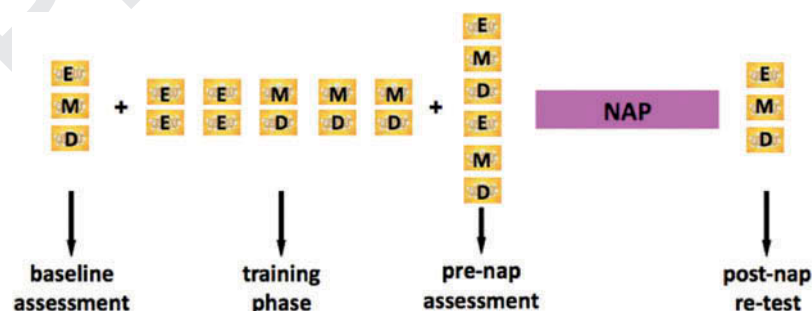 E
M
D
+
E E M M M
E E D D D
+
E
M
D
E
M
D
NAP
E
M
D
baseline
assessment
training
phase
pre-nap
assessment
post-nap
re-test